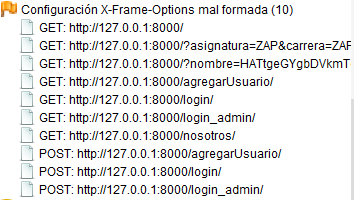 Configuración X-Frame-Options mal formada (10)
GET: http://127.0.0.1:8000/
GET: http://127.0.0.1:8000/?asignatura=ZAP&carrera=ZAP
GET: http://127.0.0.1:8000/?nombre=HATtgeGYgbDVkmT
GET: http://127.0.0.1:8000/agregarUsuario/
GET: http://127.0.0.1:8000/login/
GET: http://127.0.0.1:8000/login_admin/
GET: http://127.0.0.1:8000/nosotros/
POST: http://127.0.0.1:8000/agregarUsuario/
POST: http://127.0.0.1:8000/login/
POST: http://127.0.0.1:8000/login_admin/